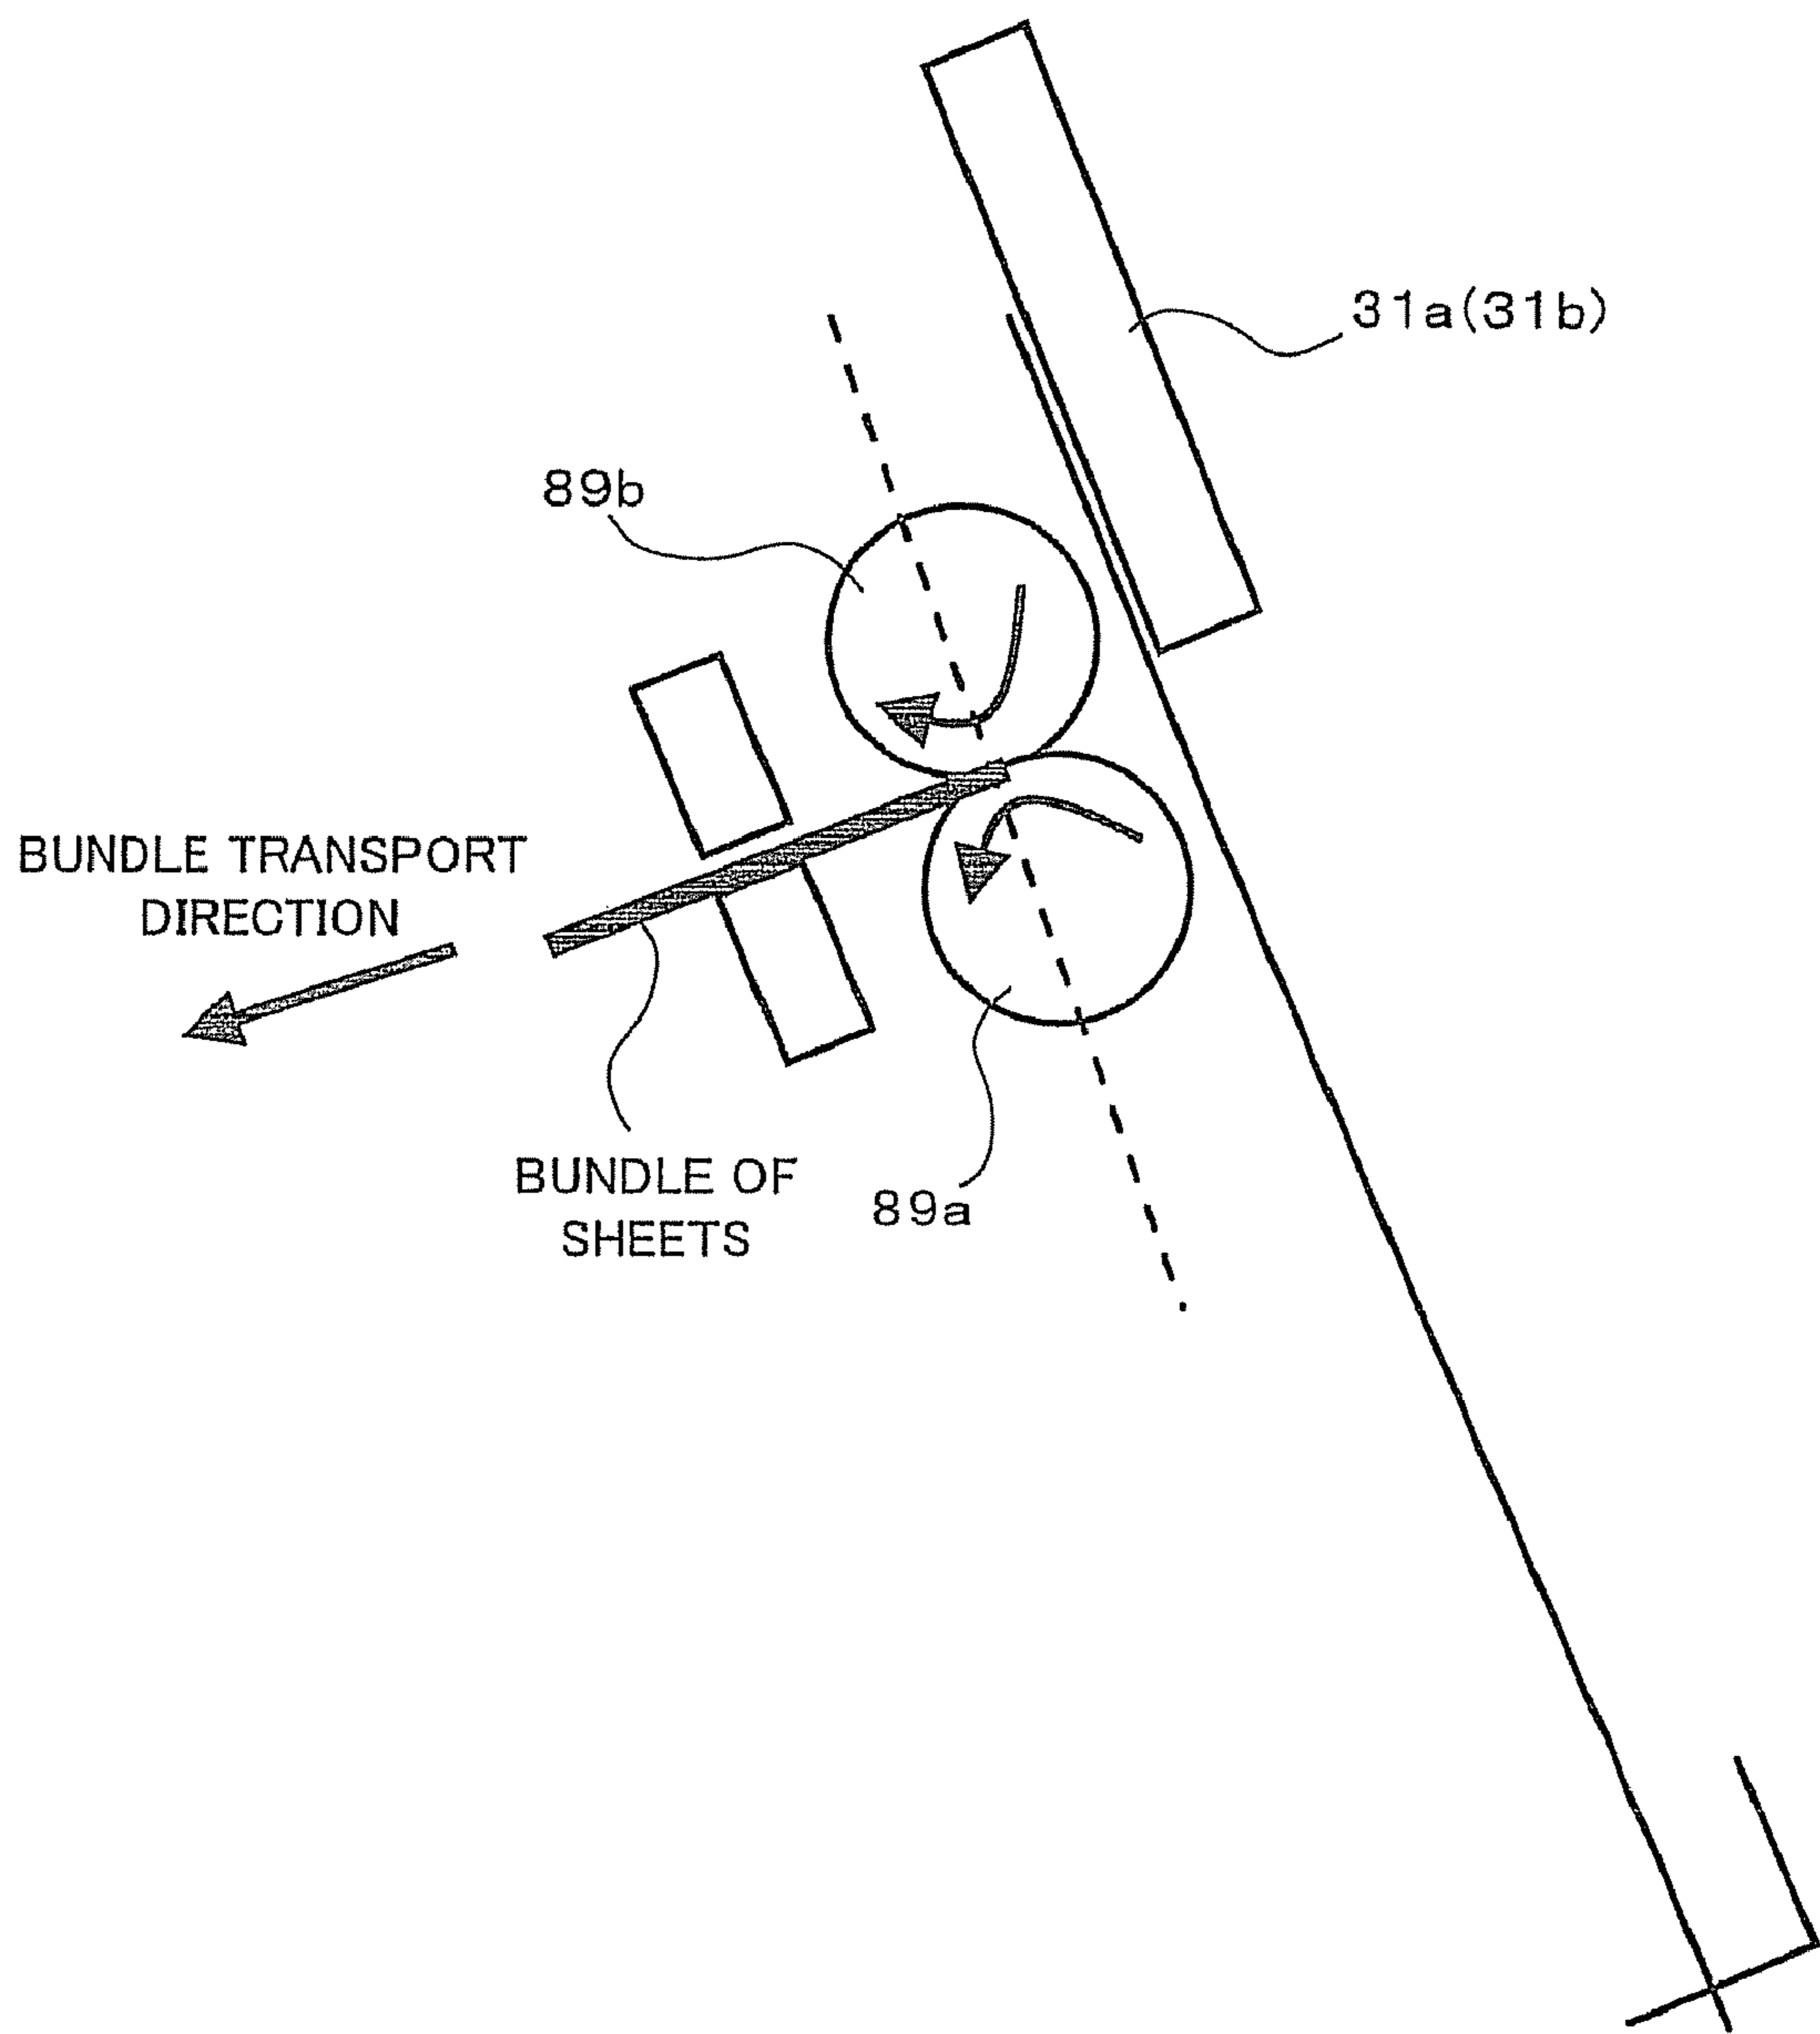 31a(31b)
89b
BUNDLE TRANSPORT
DIRECTION
BUNDLE OF
SHEETS
89a